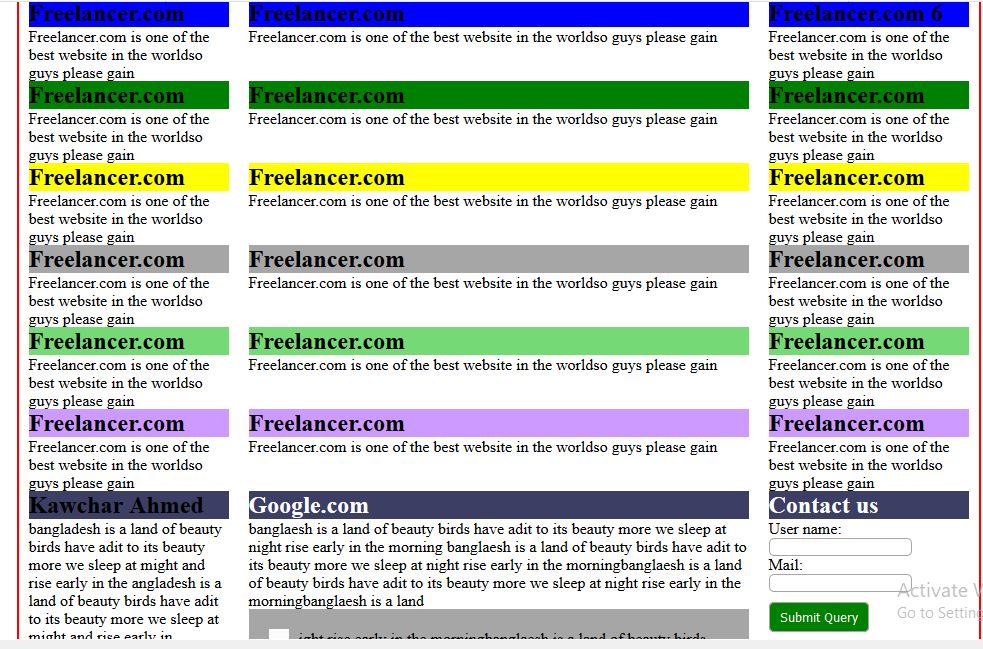 Freelancer.com
Freelancer.com is one of the
best website in the worldso
guys please gain
Freelancer.com
Freelancer.com is one of the
best website in the worldso
guys please gain
Freelancer.com
Freelancer.com is one of the
best website in the worldso
guys please gain
Freelancer.com
Freelancer.com is one of the
best website in the worldso
guys please gain
Freelancer.com
Freelancer.com is one of the
best website in the worldso
guys please gain
Freelancer.com
Freelancer.com is one of the
best website in the worldso
guys please gain
Kawchar Ahmed
bangladesh is a land of beauty
birds have adit to its beauty
more we sleep at might and
rise early in the angladesh is a
land of beauty birds have adit
to its beauty more we sleep at
might and rise early in
Freelancer.com
Freelancer.com is one of the best website in the worldso guys please gain
Freelancer.com
Freelancer.com is one of the best website in the worldso guys please gain
Freelancer.com
Freelancer.com is one of the best website in the worldso guys please gain
Freelancer.com
Freelancer.com is one of the best website in the worldso guys please gain
Freelancer.com
Freelancer.com is one of the best website in the worldso guys please gain
Freelancer.com
Freelancer.com is one of the best website in the worldso guys please gain
Google.com
banglaesh is a land of beauty birds have adit to its beauty more we sleep at
night rise early in the morning banglaesh is a land of beauty birds have adit to
its beauty more we sleep at night rise early in the morningbanglaesh is a land
of beauty birds have adit to its beauty more we sleep at night rise early in the
morningbanglaesh is a land
ight rise early in the morningbanglaesh is a land of beauty birds
Freelancer.com 6
Freelancer.com is one of the
best website in the worldso
guys please gain
Freelancer.com
Freelancer.com is one of the
best website in the worldso
guys please gain
Freelancer.com
Freelancer.com is one of the
best website in the worldso
guys please gain
Freelancer.com
Freelancer.com is one of the
best website in the worldso
guys please gain
Freelancer.com
Freelancer.com is one of the
best website in the worldso
guys please gain
Freelancer.com
Freelancer.com is one of the
best website in the worldso
guys please gain
Contact us
User name:
Mail:
Submit Query
Activate
Go to Setting